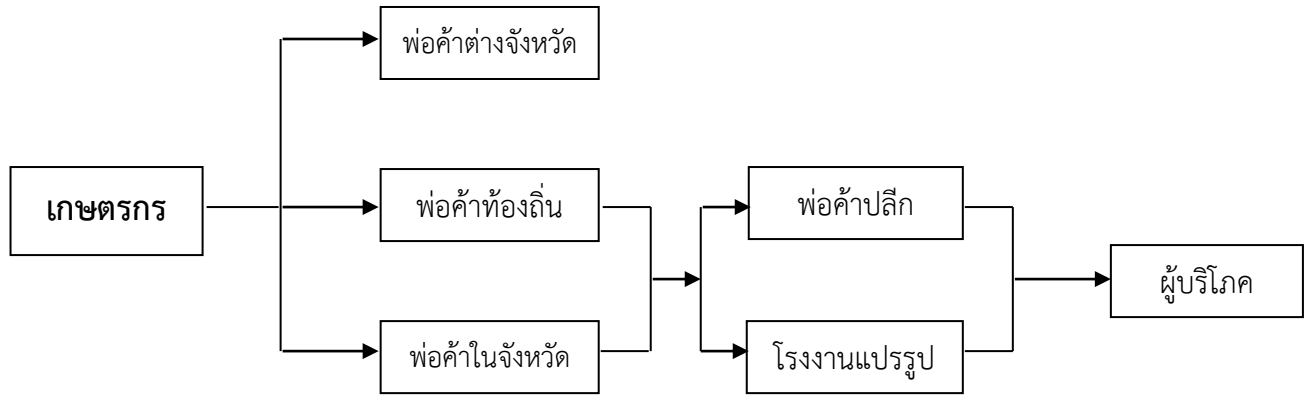 พ่อค้าต่างจังหวัด
เกษตรกร
พ่อค้าท้องถิ่น
พ่อค้าปลีก
ผู้บริโภค
พ่อค้าในจังหวัด
โรงงานแปรรูป